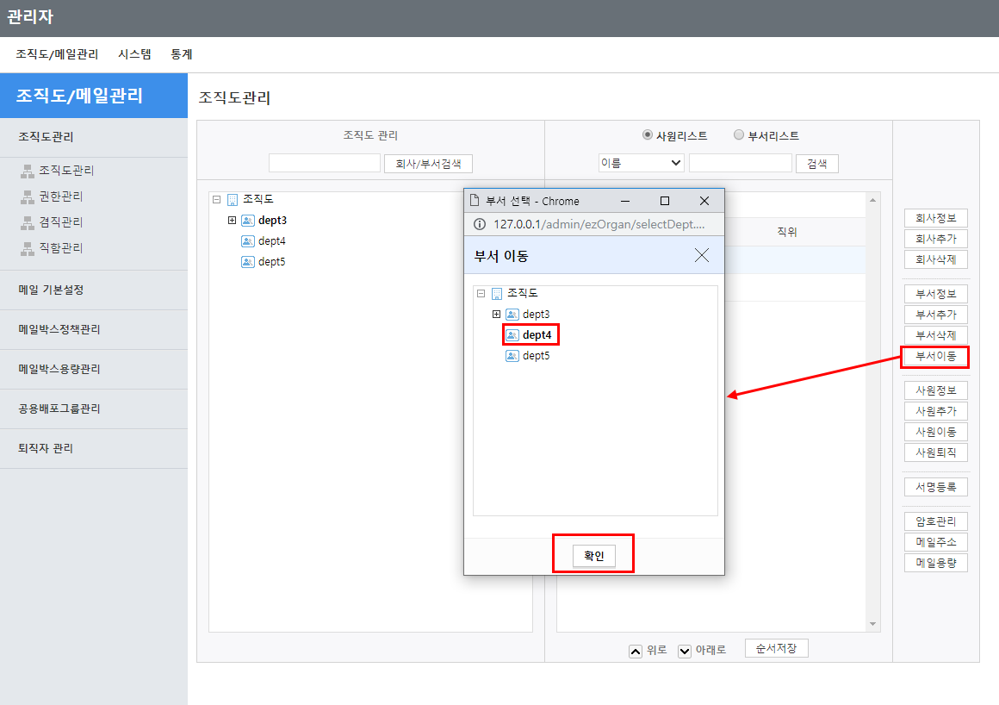 관리자
조직도/메일관리 시스템 통계
조직도/메일관리
조직도관리
조직도관리
권한관리
겸직관리
직함관리
메일 기본설정
메일박스정책관리
메일박스용량관리
공용배포그룹관리
퇴직자 관리
조직도관리
조직도 관리
회사/부서검색
조직도
dept3
dept4
dept5
사원리스트 부서리스트
이름 검색
직위
부서 선택 - Chrome
127.0.0.1/admin/ezOrgan/selectDept....
부서 이동
조직도
dept3
dept4
dept5
확인
위로 아래로 순서저장
회사정보
회사추가
회사삭제
부서정보
부서추가
부서삭제
부서이동
사원정보
사원추가
사원이동
사원퇴직
서명등록
암호관리
메일주소
메일용량